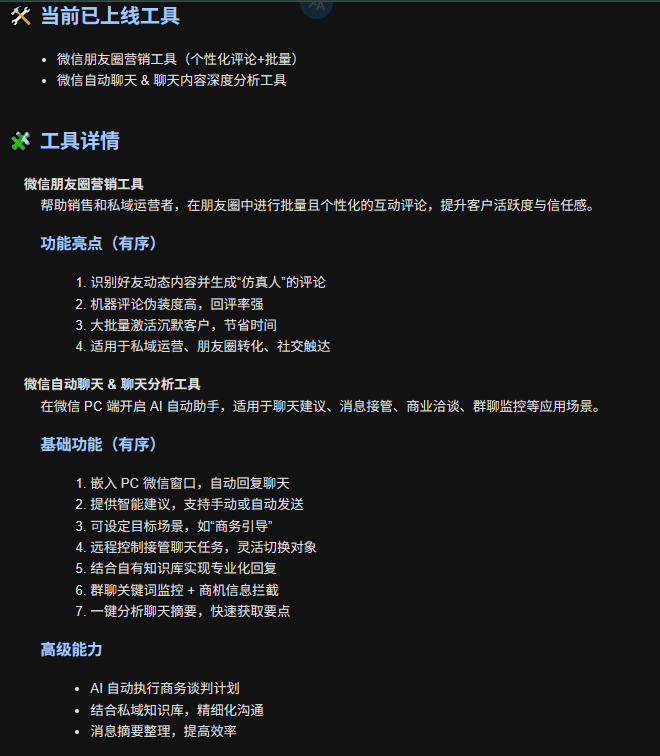 当前已上线工具
微信朋友圈营销工具（个性化评论+批量）
微信自动聊天 & 聊天内容深度分析工具
工具详情
微信朋友圈营销工具
帮助销售和私域运营者，在朋友圈中进行批量且个性化的互动评论，提升客户活跃度与信任感。
功能亮点（有序）
1. 识别好友动态内容并生成“仿真人”的评论
2. 机器评论伪装度高，回评率强
3. 大批量激活沉默客户，节省时间
4. 适用于私域运营、朋友圈转化、社交触达
微信自动聊天 & 聊天分析工具
在微信 PC 端开启 AI 自动助手，适用于聊天建议、消息接管、商业洽谈、群聊监控等应用场景。
基础功能（有序）
1. 嵌入 PC 微信窗口，自动回复聊天
2. 提供智能建议，支持手动或自动发送
3. 可设定目标场景，如“商务引导”
4. 远程控制接管聊天任务，灵活切换对象
5. 结合自有知识库实现专业化回复
6. 群聊关键词监控 + 商机信息拦截
7. 一键分析聊天摘要，快速获取要点
高级能力
AI 自动执行商务谈判计划
结合私域知识库，精细化沟通
消息摘要整理，提高效率